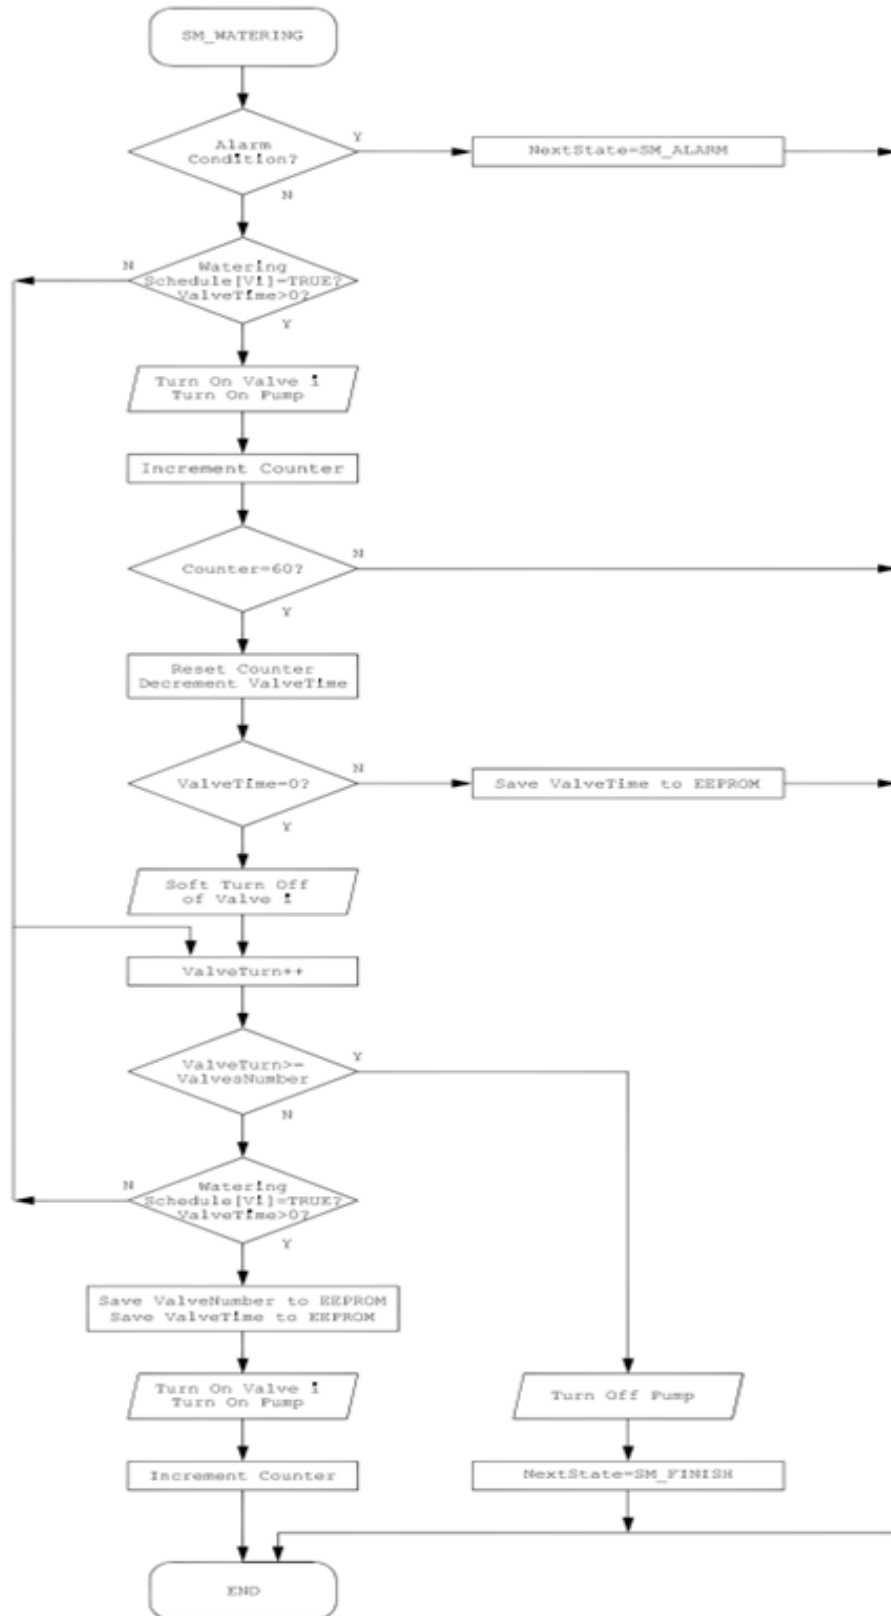 SM_WATERING
Alarm
Condition?
Y
NextState=SM_ALARM
N
Watering
Schedule[Vi]=TRUE?
ValveTime>0?
N
Y
Turn On Valve i
Turn On Pump
Increment Counter
Counter=60?
N
Y
Reset Counter
Decrement ValveTime
ValveTime=0?
N
Save ValveTime to EEPROM
Y
Soft Turn Off
of Valve i
ValveTurn++
ValveTurn>=
ValvesNumber
Y
N
Watering
Schedule[Vi]=TRUE?
ValveTime>0?
N
Y
Save ValveNumber to EEPROM
Save ValveTime to EEPROM
Turn On Valve i
Turn On Pump
Turn Off Pump
Increment Counter
NextState=SM_FINISH
END